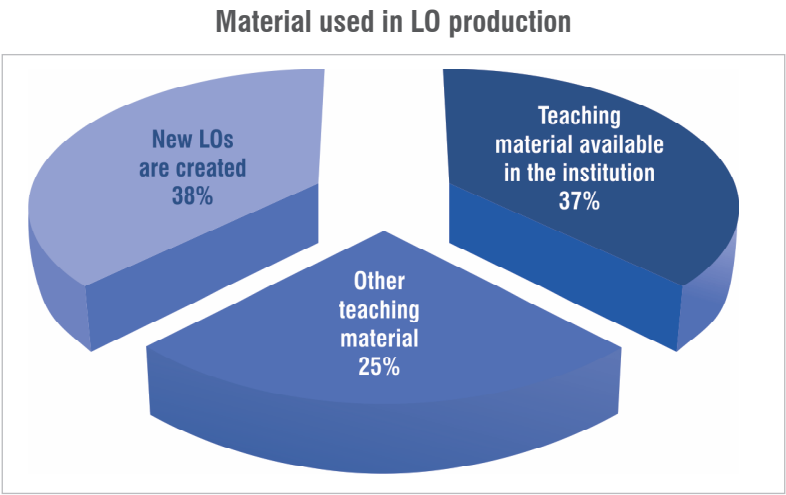 Material used in LO production
New LOs
are created
38%
Teaching
material available
in the institution
37%
Other
teaching
material
25%